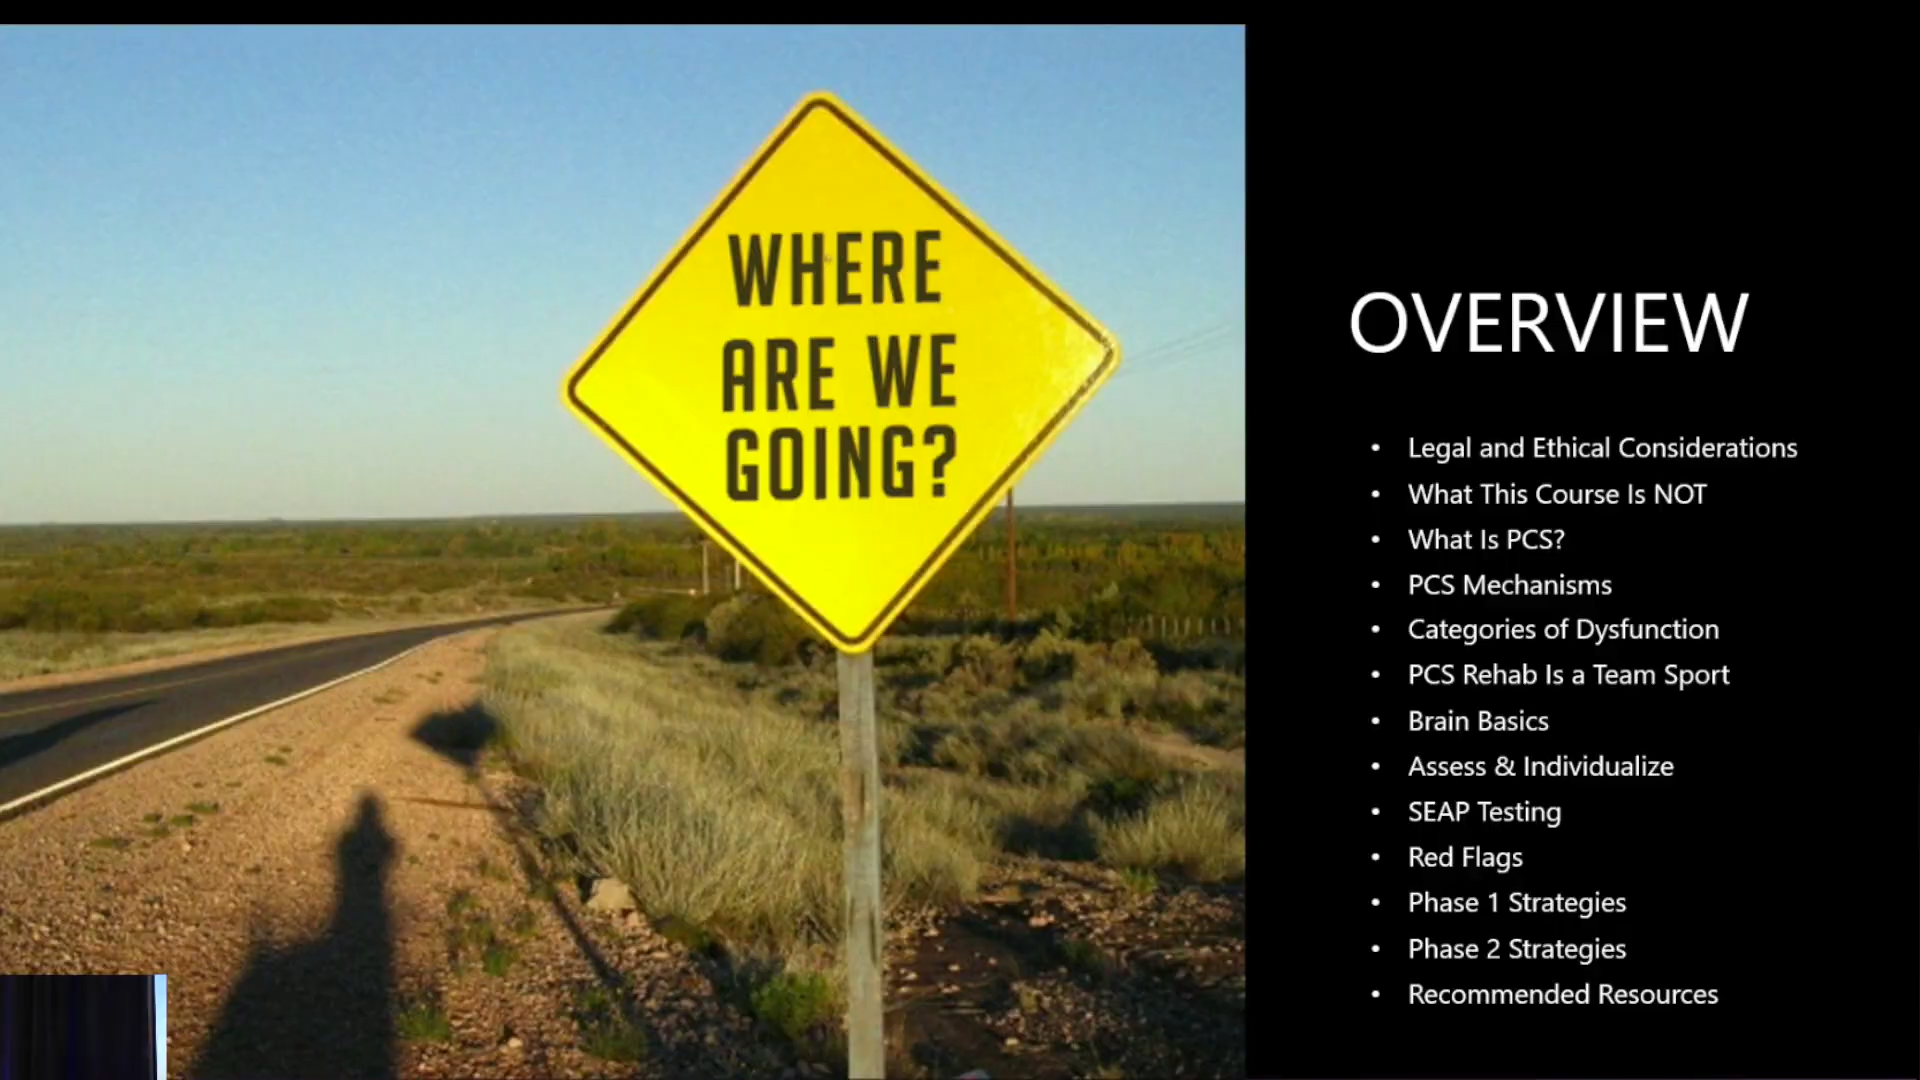 WHERE
ARE WE
GOING?
OVERVIEW
• Legal and Ethical Considerations
• What This Course Is NOT
• What Is PCS?
• PCS Mechanisms
• Categories of Dysfunction
• PCS Rehab Is a Team Sport
• Brain Basics
• Assess & Individualize
• SEAP Testing
• Red Flags
• Phase 1 Strategies
• Phase 2 Strategies
• Recommended Resources